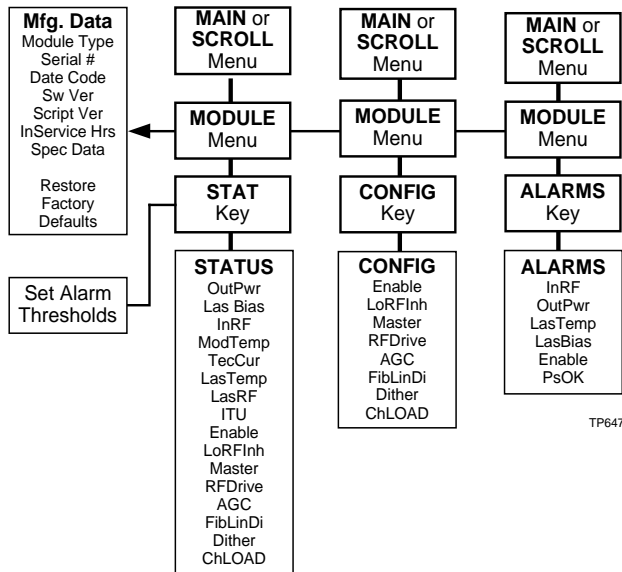 Mfg. Data
Module Type
Serial #
Date Code
Sw Ver
Script Ver
InService Hrs
Spec Data
Restore
Factory
Defaults
MAIN or
SCROLL
Menu
MODULE
Menu
STAT
Key
Set Alarm
Thresholds
STATUS
OutPwr
Las Bias
InRF
ModTemp
TecCur
LasTemp
LasRF
ITU
Enable
LoRFInh
Master
RFDrive
AGC
FibLinDi
Dither
ChLOAD
MAIN or
SCROLL
Menu
MODULE
Menu
CONFIG
Key
CONFIG
Enable
LoRFInh
Master
RFDrive
AGC
FibLinDi
Dither
ChLOAD
MAIN or
SCROLL
Menu
MODULE
Menu
ALARMS
Key
ALARMS
InRF
OutPwr
LasTemp
LasBias
Enable
PsOK
TP647